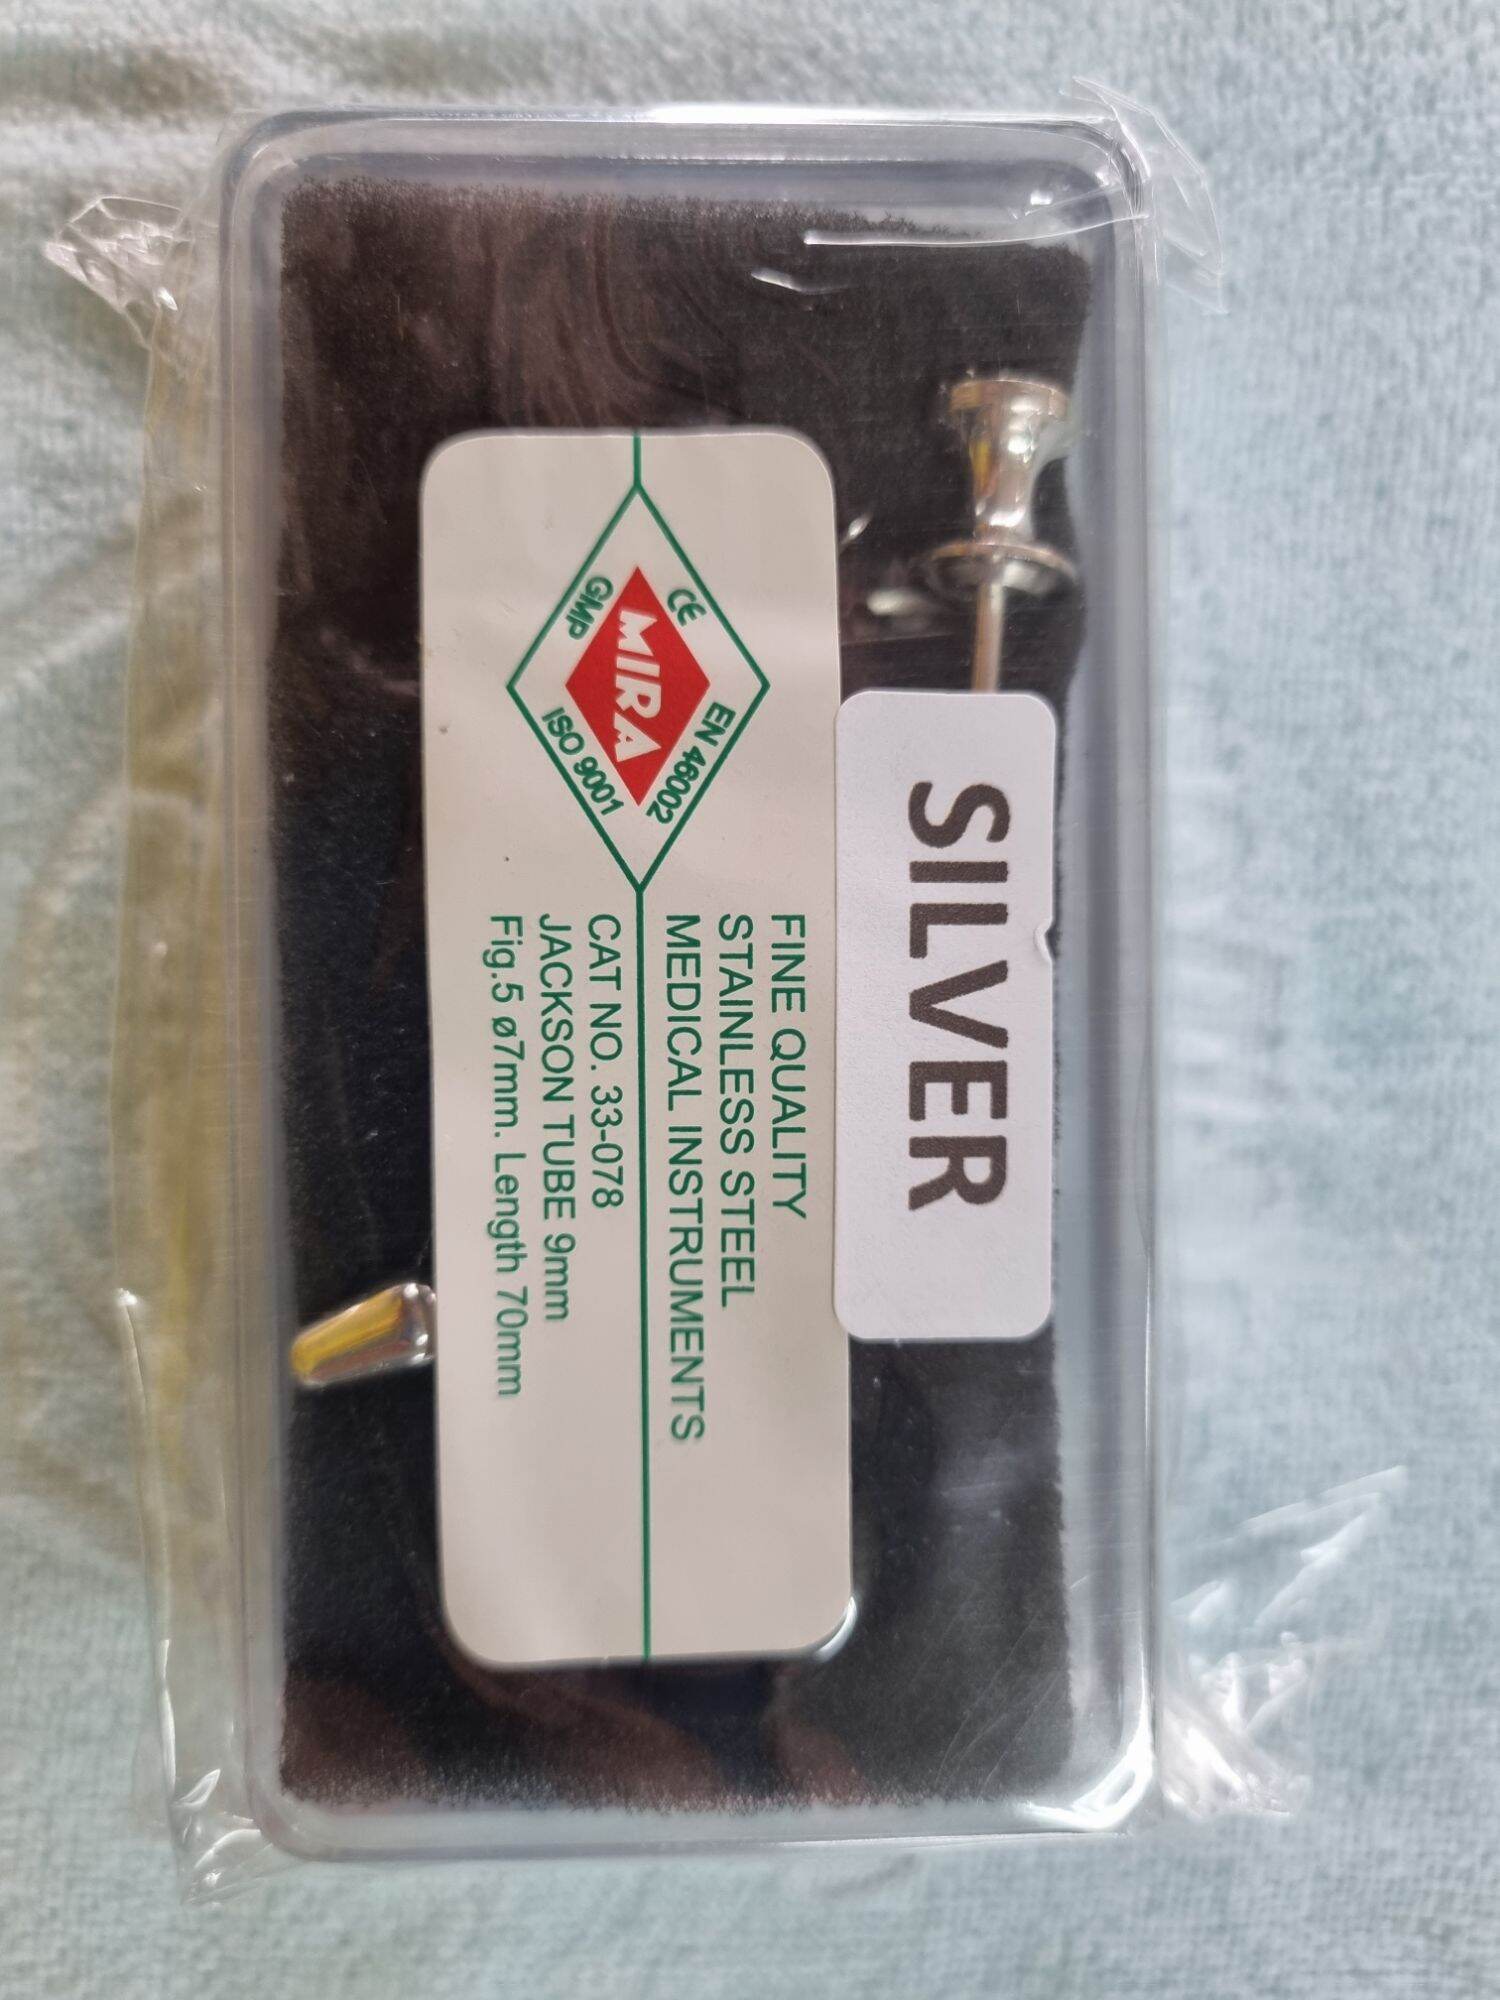 SILVER
CE
EN 46002
MIRA
GMP
ISO 9001
FINE QUALITY
STAINLESS STEEL
MEDICAL INSTRUMENTS
CAT NO. 33-078
JACKSON TUBE 9mm
Fig.5 ø7mm. Length 70mm